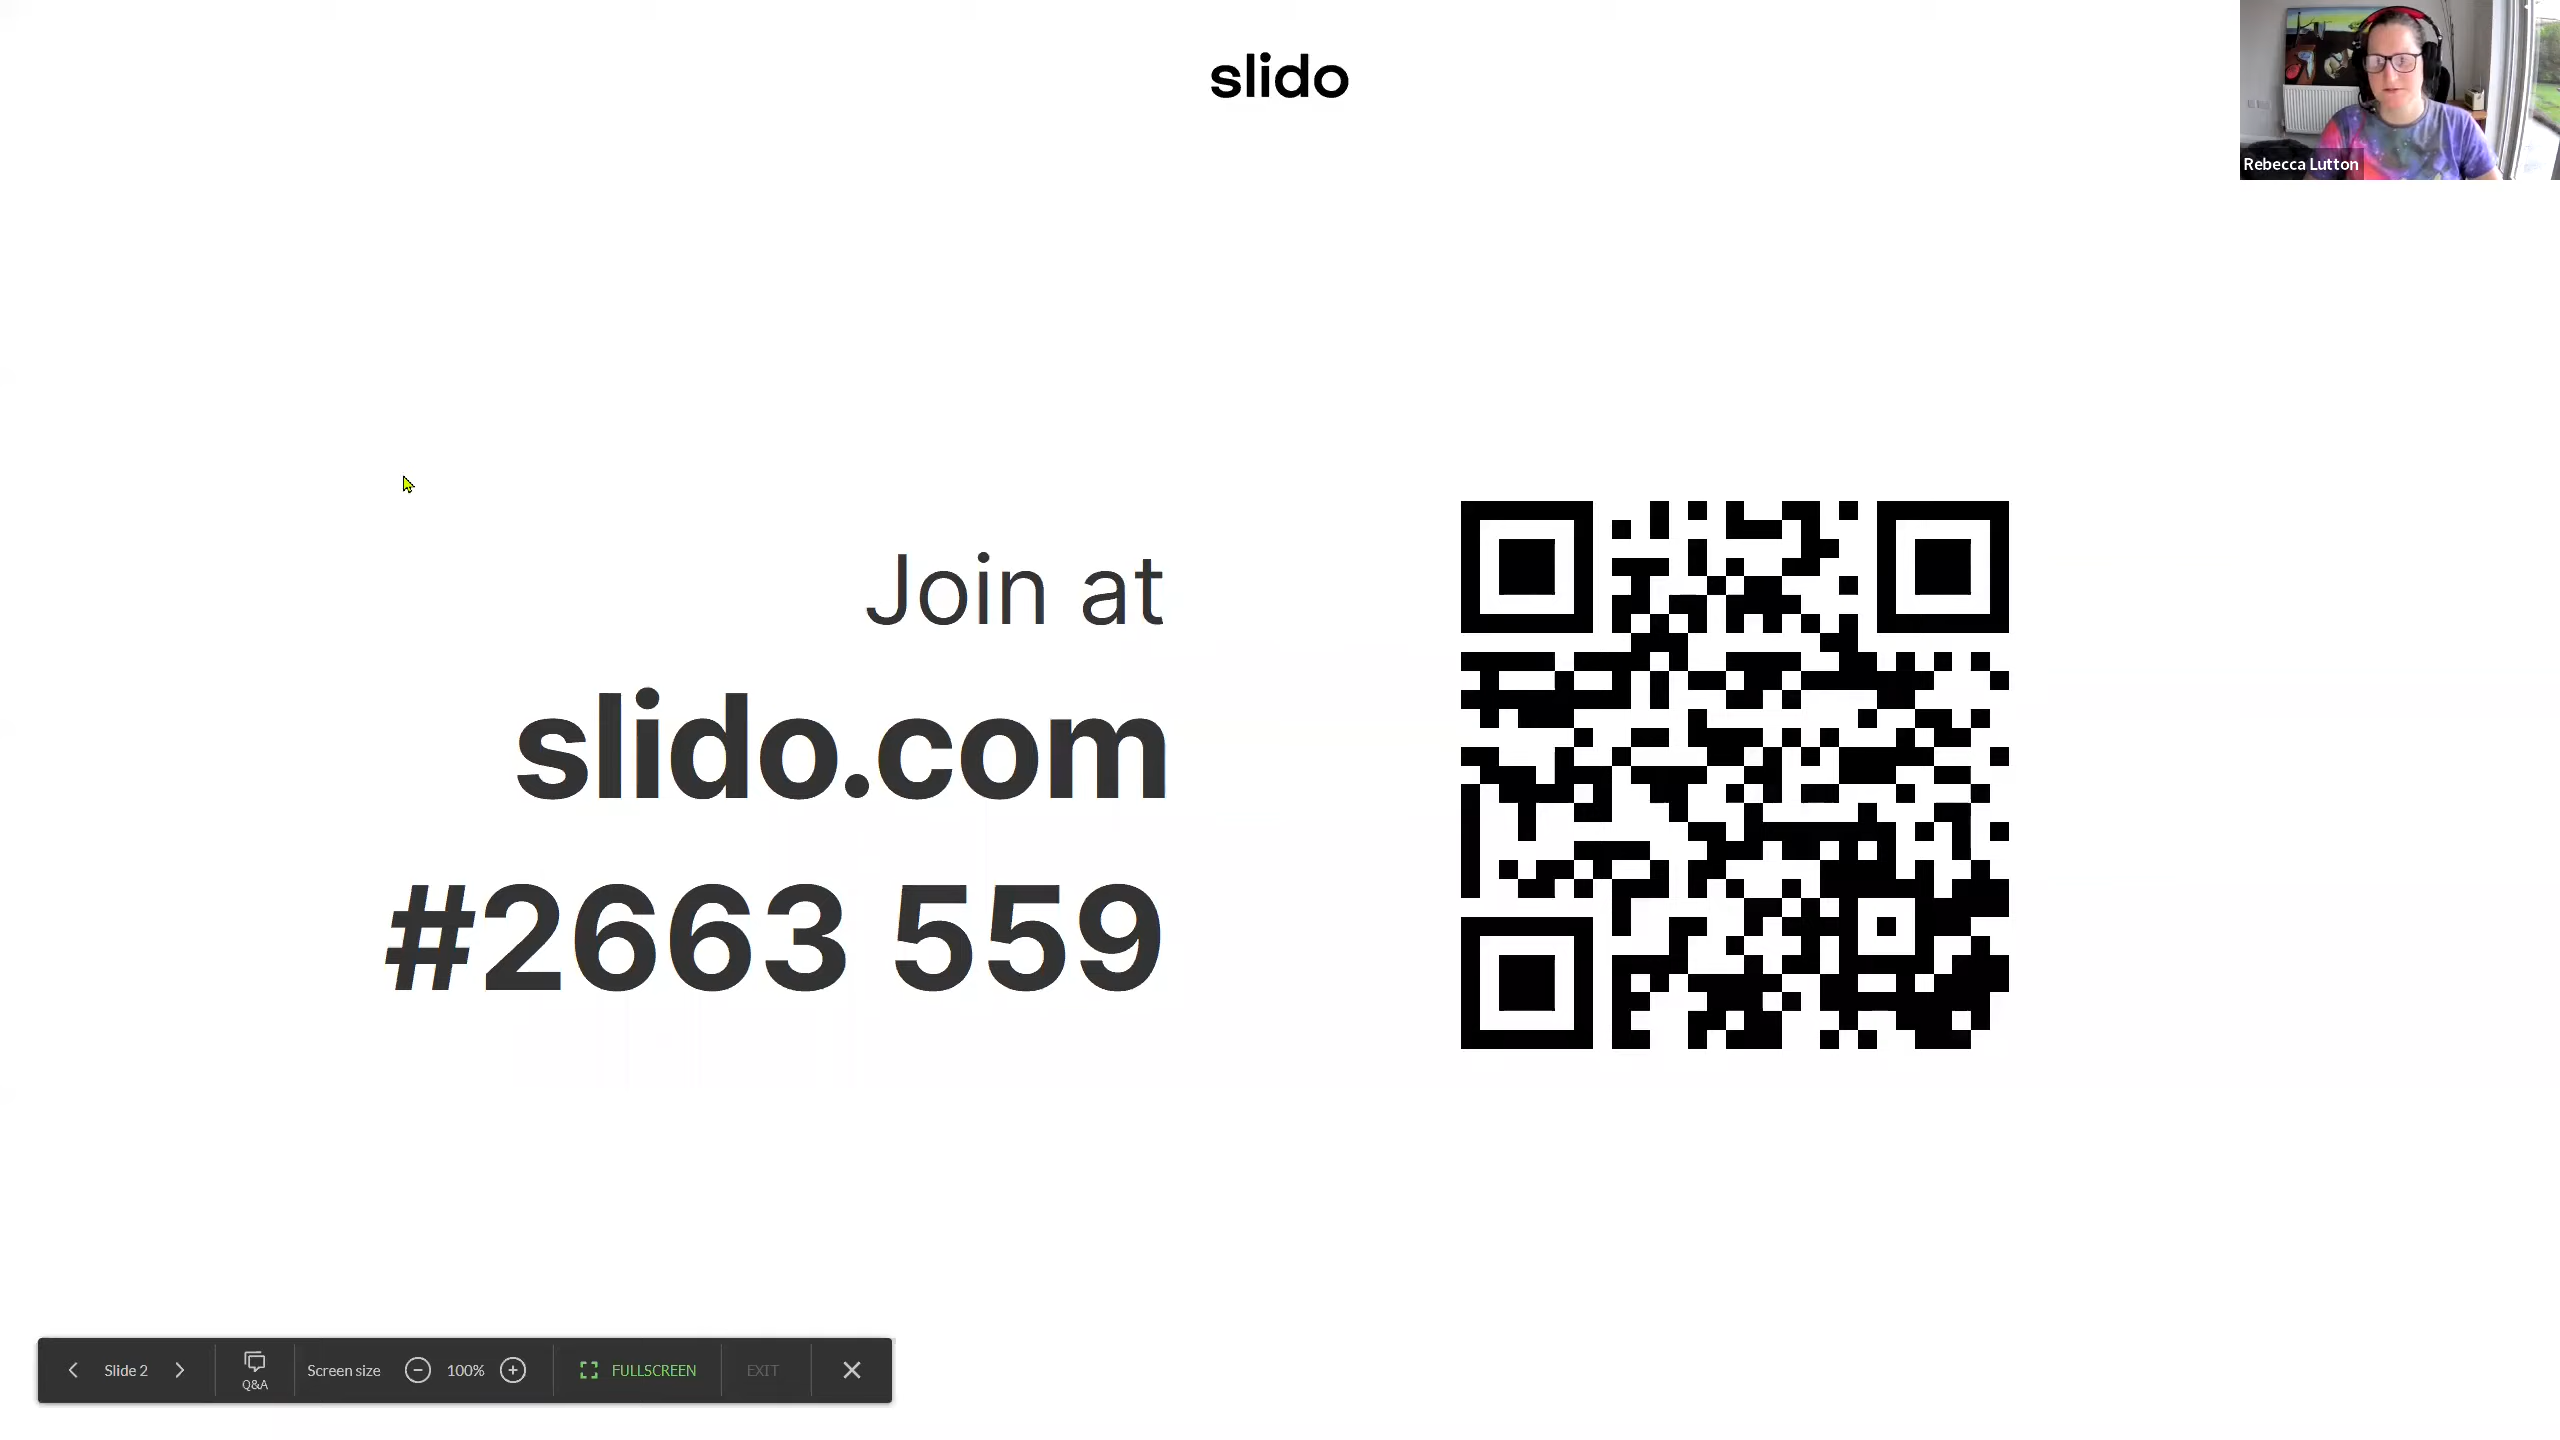 slido
Rebecca Lutton
Join at
slido.com
#2663 559
Slide 2
Q&A
Screen size
100%
FULLSCREEN
EXIT